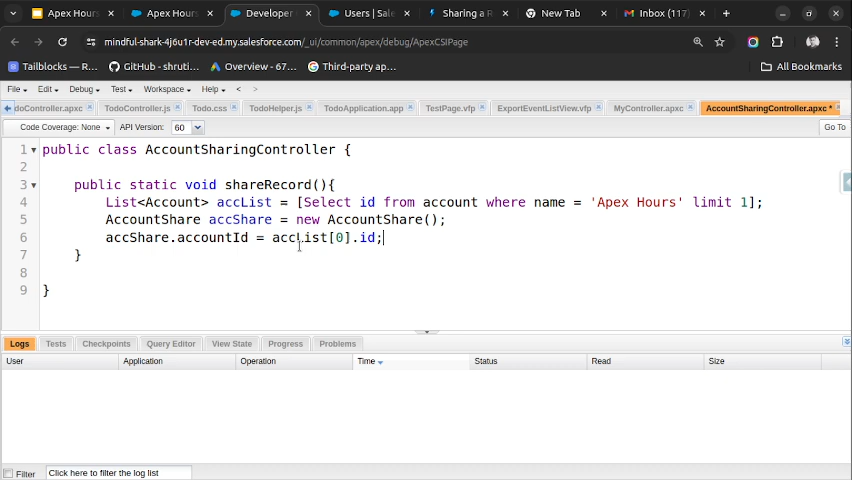 Apex Hours
Apex Hours
Developer
Users | Sale
Sharing a R
New Tab
Inbox (117)
mindful-shark-4j6u1r-dev-ed.my.salesforce.com/_ui/common/apex/debug/ApexCSIPage
Tailblocks — R...
GitHub - shruti...
Overview - 67...
Third-party ap...
All Bookmarks
File Edit Debug Test Workspace Help < >
doController.apxc
TodoController.js
Todo.css
TodoHelper.js
TodoApplication.app
TestPage.vfp
ExportEventListView.vfp
MyController.apxc
AccountSharingController.apxc *
Code Coverage: None API Version: 60 Go To
1 public class AccountSharingController {
2
3 public static void shareRecord(){
4 List<Account> accList = [Select id from account where name = 'Apex Hours' limit 1];
5 AccountShare accShare = new AccountShare();
6 accShare.accountId = accList[0].id;
7 }
8
9 }
Logs Tests Checkpoints Query Editor View State Progress Problems
User Application Operation Time Status Read Size
Filter Click here to filter the log list